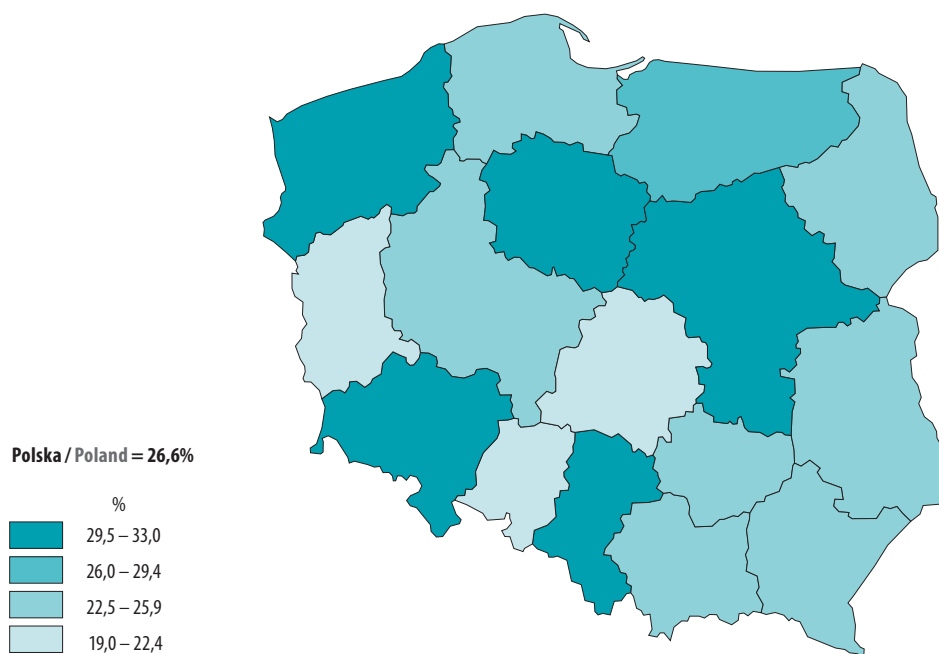 Polska / Poland = 26,6%
%
29,5 – 33,0
26,0 – 29,4
22,5 – 25,9
19,0 – 22,4